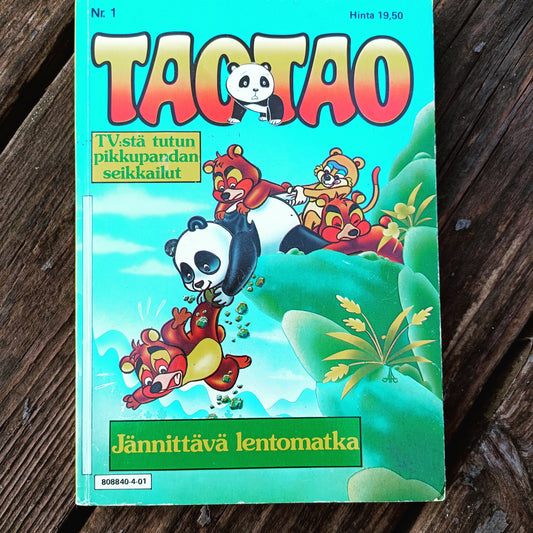 Nr. 1
Hinta 19,50
TAOTAO
TV:stä tutun
pikkupandan
seikkailut
Jännittävä lentomatka
808840-4-01